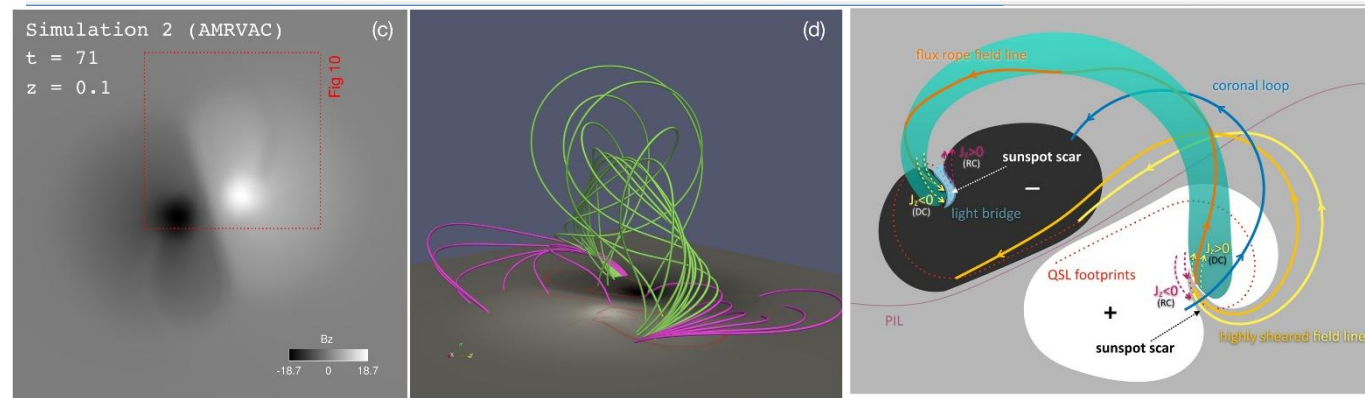 Simulation 2 (AMRVAC)
(c)
t = 71
z = 0.1
Fig 10
Bz
-18.7 0 18.7
(d)
flux rope field line
coronal loop
Jz>0
(RC)
sunspot scar
Jz<0
(DC)
light bridge
−
QSL footprints
Jz>0
(DC)
Jz<0
(RC)
PIL
+
highly sheared field line
sunspot scar